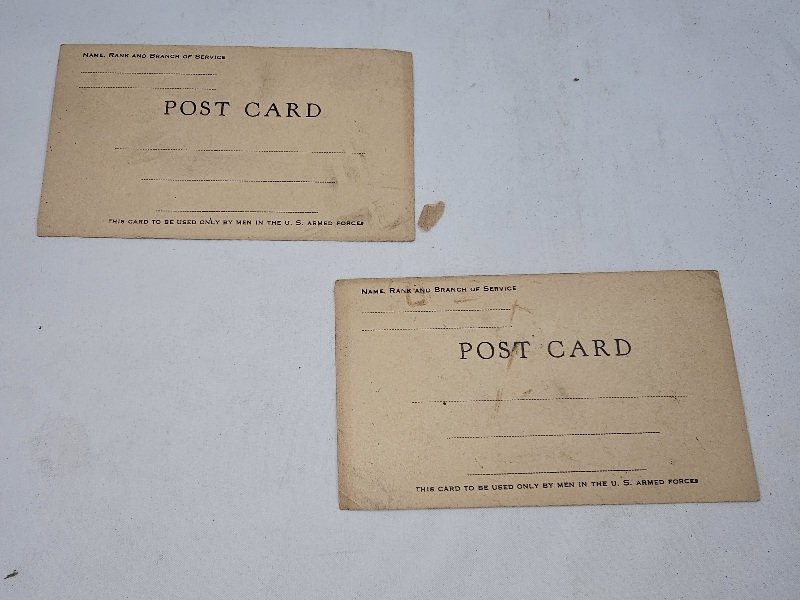 NAME, RANK AND BRANCH OF SERVICE
POST CARD
THIS CARD TO BE USED ONLY BY MEN IN THE U. S. ARMED FORCES
NAME, RANK AND BRANCH OF SERVICE
POST CARD
THIS CARD TO BE USED ONLY BY MEN IN THE U. S. ARMED FORCES